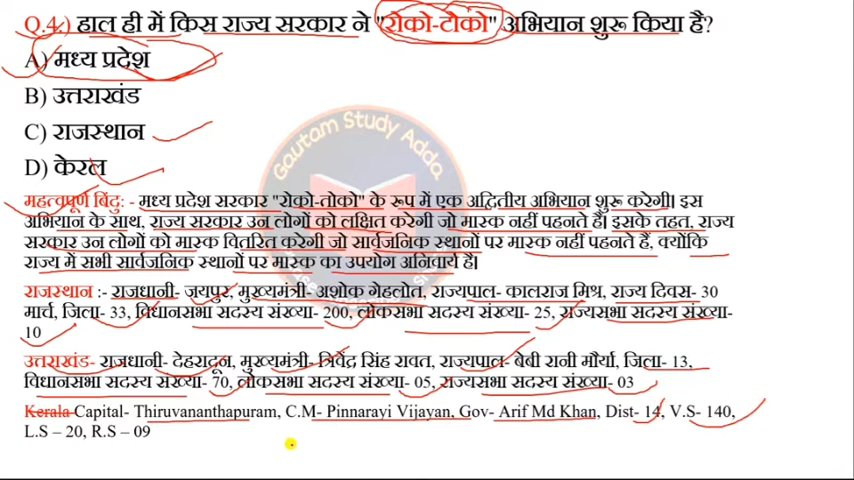 Q.4.) हाल ही में किस राज्य सरकार ने "रोको-टोको" अभियान शुरू किया है?
A) मध्य प्रदेश
B) उत्तराखंड
C) राजस्थान
D) केरल
Gautam Study Adda
महत्वपूर्ण बिंदु: - मध्य प्रदेश सरकार "रोको-तोको" के रूप में एक अद्वितीय अभियान शुरू करेगी। इस
अभियान के साथ, राज्य सरकार उन लोगों को लक्षित करेगी जो मास्क नहीं पहनते हैं। इसके तहत, राज्य
सरकार उन लोगों को मास्क वितरित करेगी जो सार्वजनिक स्थानों पर मास्क नहीं पहनते हैं, क्योंकि
राज्य में सभी सार्वजनिक स्थानों पर मास्क का उपयोग अनिवार्य है।
राजस्थान :- राजधानी- जयपुर, मुख्यमंत्री- अशोक गेहलोत, राज्यपाल- कालराज मिश्र, राज्य दिवस- 30
मार्च, जिला- 33, विधानसभा सदस्य संख्या- 200, लोकसभा सदस्य संख्या- 25, राज्यसभा सदस्य संख्या-
10
उत्तराखंड- राजधानी- देहरादून, मुख्यमंत्री- त्रिवेंद्र सिंह रावत, राज्यपाल- बेबी रानी मौर्या, जिला- 13,
विधानसभा सदस्य संख्या- 70, लोकसभा सदस्य संख्या- 05, राज्यसभा सदस्य संख्या- 03
Kerala Capital- Thiruvananthapuram, C.M- Pinnarayi Vijayan, Gov- Arif Md Khan, Dist- 14, V.S- 140,
L.S – 20, R.S – 09